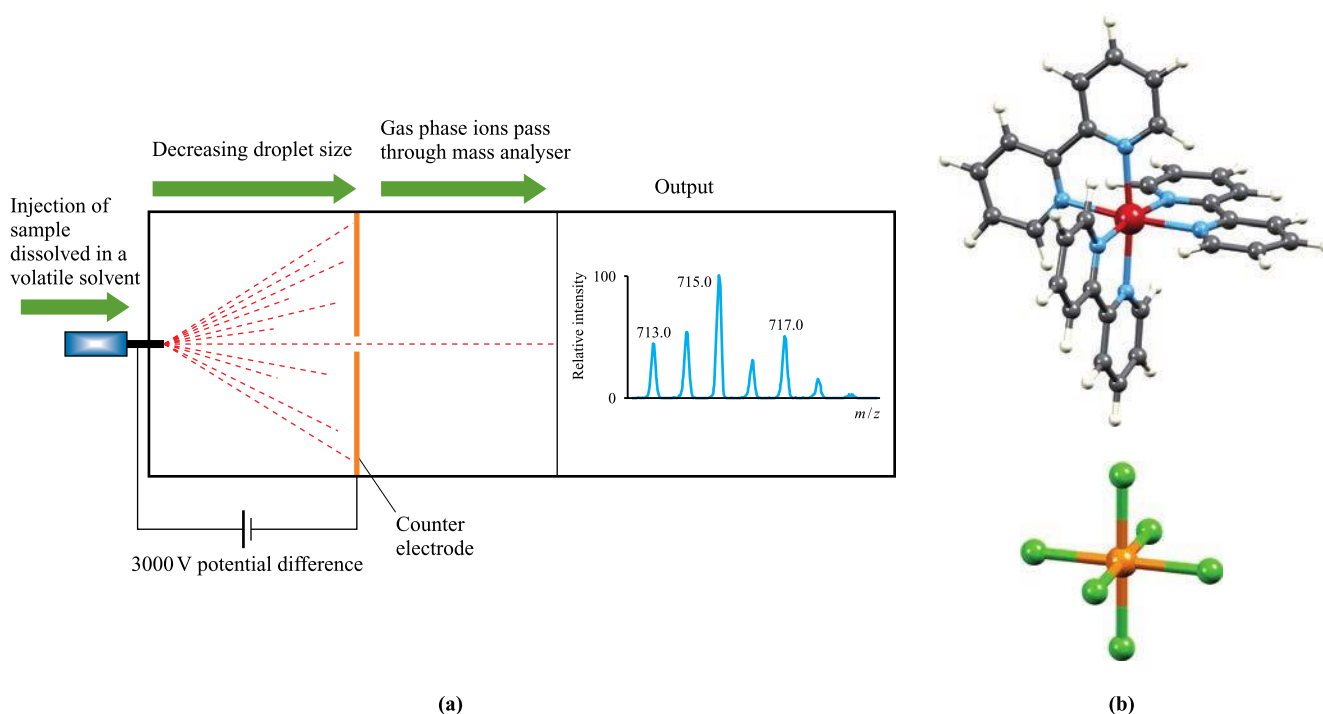 Injection of
sample
dissolved in a
volatile solvent
Decreasing droplet size
Gas phase ions pass
through mass analyser
Output
100
0
Relative intensity
713.0
715.0
717.0
m/z
Counter
electrode
3000 V potential difference
(a)
(b)